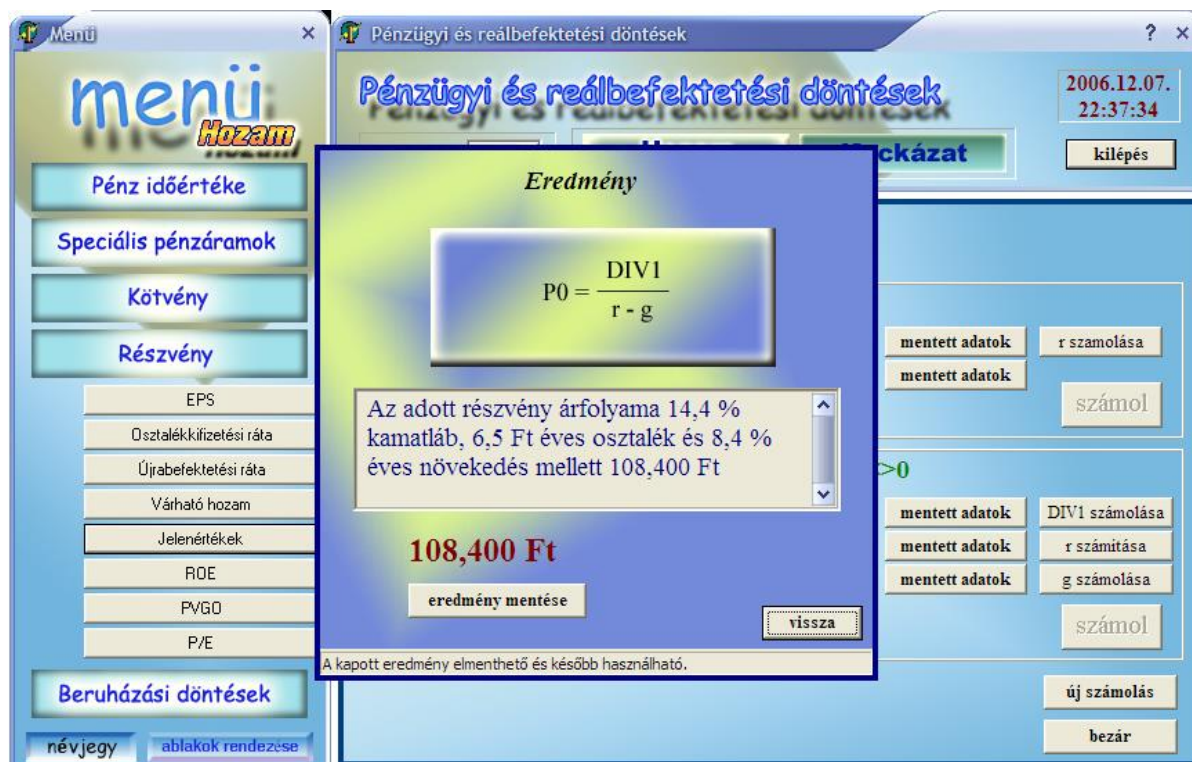 Menü
menü
Hozam
Pénz időértéke
Speciális pénzáramok
Kötvény
Részvény
EPS
Osztalékkifizetési ráta
Újrabefektetési ráta
Várható hozam
Jelenértékek
ROE
PVGO
P/E
Beruházási döntések
névjegy
ablakok rendezése
Pénzügyi és reálbefektetési döntések
Pénzügyi és reálbefektetési döntések
2006.12.07.
22:37:34
kilépés
Eredmény
P0 = DIV1
r - g
Az adott részvény árfolyama 14,4 %
kamatláb, 6,5 Ft éves osztalék és 8,4 %
éves növekedés mellett 108,400 Ft
108,400 Ft
eredmény mentése
vissza
A kapott eredmény elmenthető és később használható.
mentett adatok
r szamolása
mentett adatok
számol
>0
mentett adatok
DIV1 számolása
mentett adatok
r számitása
mentett adatok
g számolása
számol
új számolás
bezár